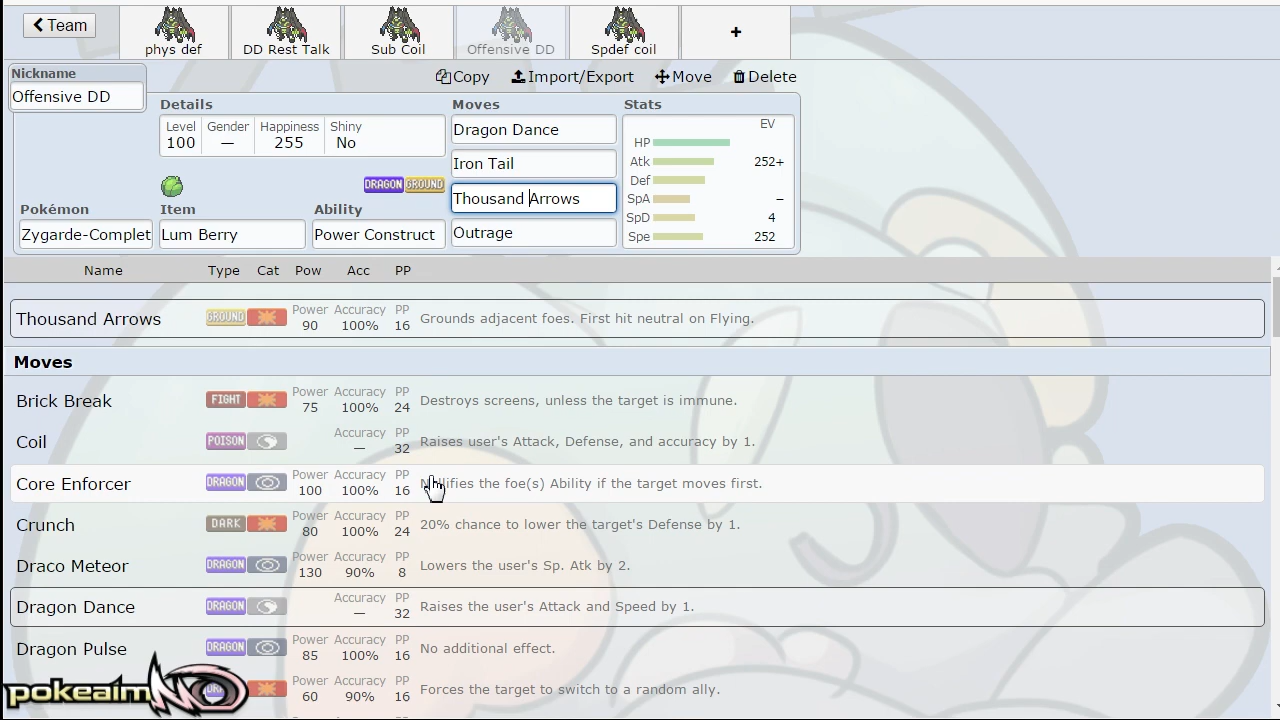 Team
phys def
DD Rest Talk
Sub Coil
Offensive DD
Spdef coil
+
Nickname
Offensive DD
Copy Import/Export Move Delete
Details
Level Gender Happiness Shiny
100 — 255 No
DRAGON GROUND
Pokémon Item Ability
Zygarde-Complet Lum Berry Power Construct
Moves
Dragon Dance
Iron Tail
Thousand Arrows
Outrage
Stats
EV
HP
Atk 252+
Def
SpA –
SpD 4
Spe 252
Name Type Cat Pow Acc PP
Thousand Arrows GROUND Power 90 Accuracy 100% PP 16 Grounds adjacent foes. First hit neutral on Flying.
Moves
Brick Break FIGHT Power 75 Accuracy 100% PP 24 Destroys screens, unless the target is immune.
Coil POISON Accuracy — PP 32 Raises user's Attack, Defense, and accuracy by 1.
Core Enforcer DRAGON Power 100 Accuracy 100% PP 16 the foe(s) Ability if the target moves first.
Crunch DARK Power 80 Accuracy 100% PP 24 20% chance to lower the target's Defense by 1.
Draco Meteor DRAGON Power 130 Accuracy 90% PP 8 Lowers the user's Sp. Atk by 2.
Dragon Dance DRAGON Accuracy — PP 32 Raises the user's Attack and Speed by 1.
Dragon Pulse DRAGON Power 85 Accuracy 100% PP 16 No additional effect.
Power 60 Accuracy 90% PP 16 Forces the target to switch to a random ally.
pokeaim